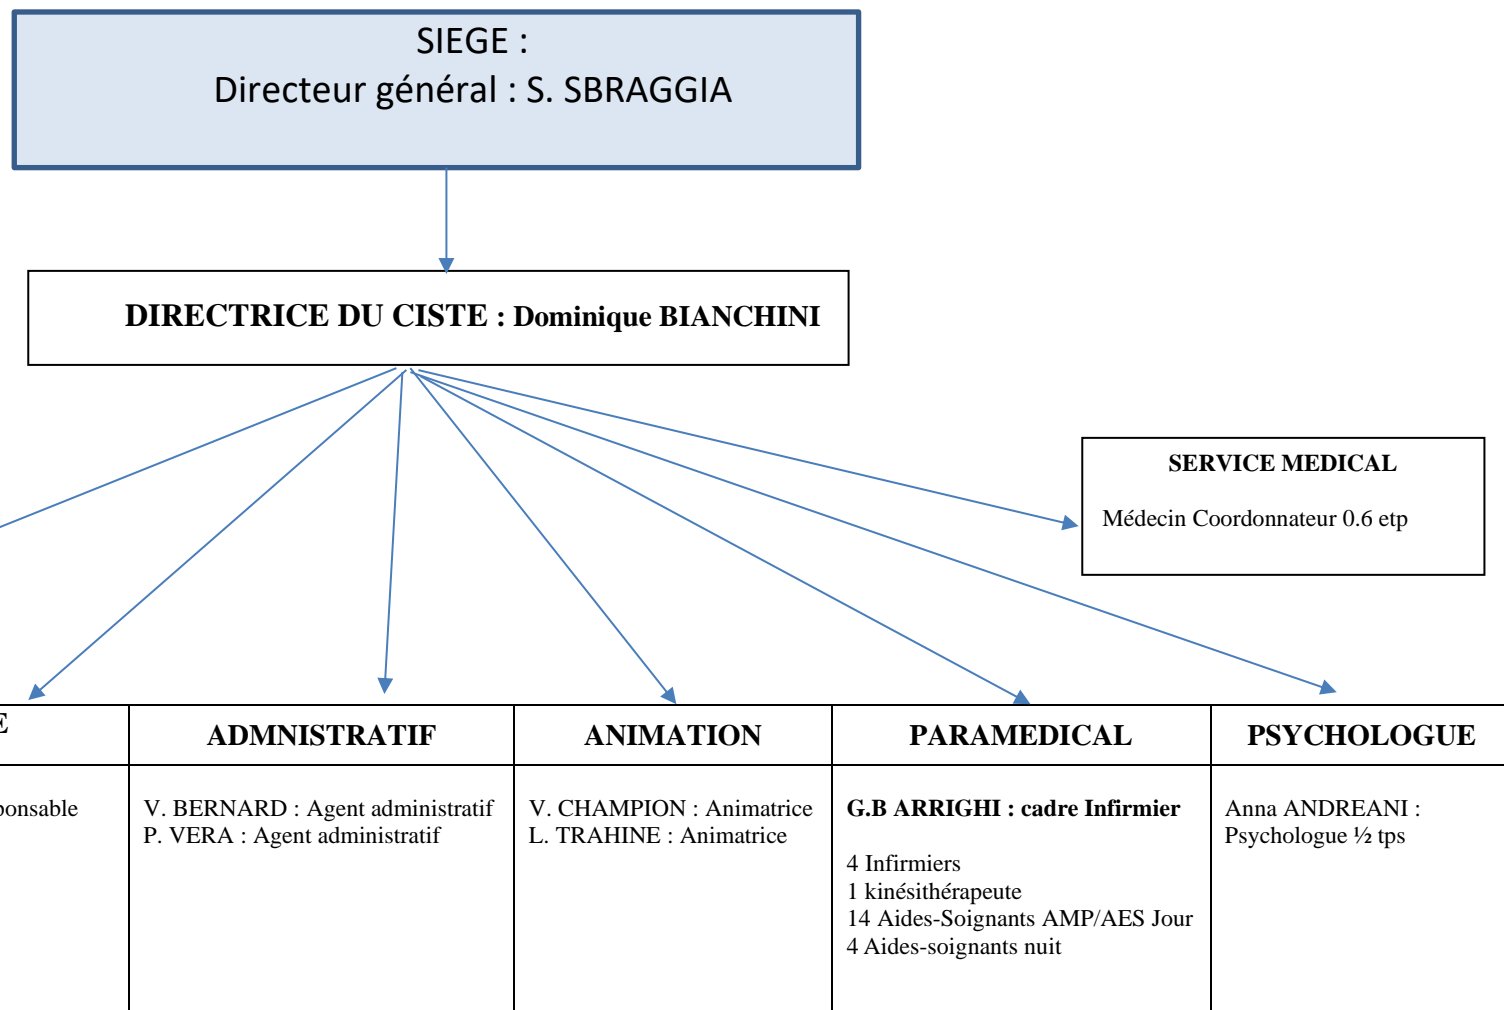 SIEGE :
Directeur général : S. SBRAGGIA
DIRECTRICE DU CISTE : Dominique BIANCHINI
SERVICE MEDICAL
Médecin Coordonnateur 0.6 etp
E
ponsable
ADMNISTRATIF
V. BERNARD : Agent administratif
P. VERA : Agent administratif
ANIMATION
V. CHAMPION : Animatrice
L. TRAHINE : Animatrice
PARAMEDICAL
G.B ARRIGHI : cadre Infirmier
4 Infirmiers
1 kinésithérapeute
14 Aides-Soignants AMP/AES Jour
4 Aides-soignants nuit
PSYCHOLOGUE
Anna ANDREANI :
Psychologue ½ tps